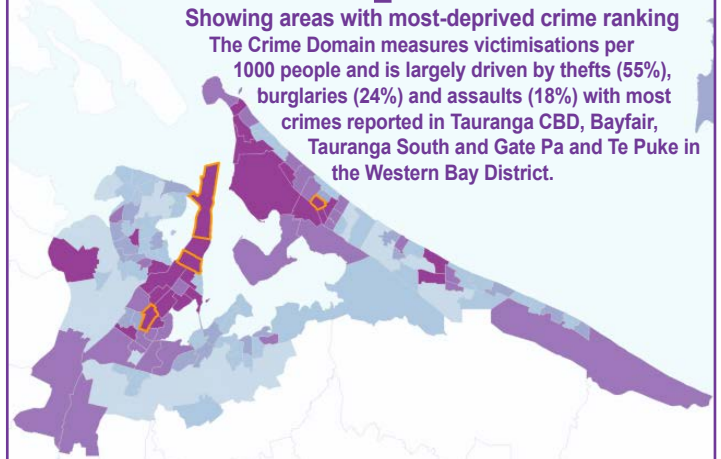 Showing areas with most-deprived crime ranking
The Crime Domain measures victimisations per
1000 people and is largely driven by thefts (55%),
burglaries (24%) and assaults (18%) with most
crimes reported in Tauranga CBD, Bayfair,
Tauranga South and Gate Pa and Te Puke in
the Western Bay District.